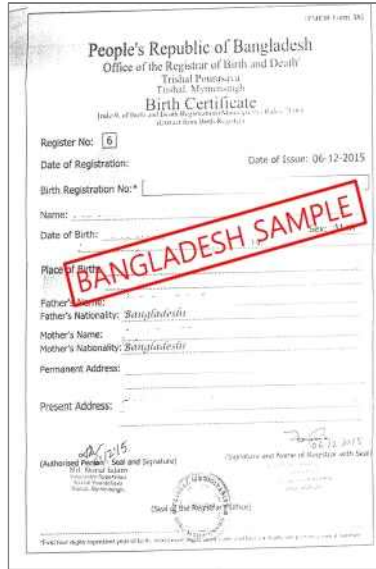 People's Republic of Bangladesh
Office of the Registrar of Birth and Death
Trishal Pourasava
Trishal, Mymensingh
Birth Certificate
Register No: 6
Date of Registration:
Date of Issue: 06-12-2015
Birth Registration No:*
Name:
Date of Birth:
Sex:
BANGLADESH SAMPLE
Place of Birth:
Father's Name:
Father's Nationality: Bangladeshi
Mother's Name:
Mother's Nationality: Bangladeshi
Permanent Address:
Present Address:
(Authorised Person Seal and Signature)
(Signature and Name of Registrar with Seal)
(Seal of the Registrar Office)